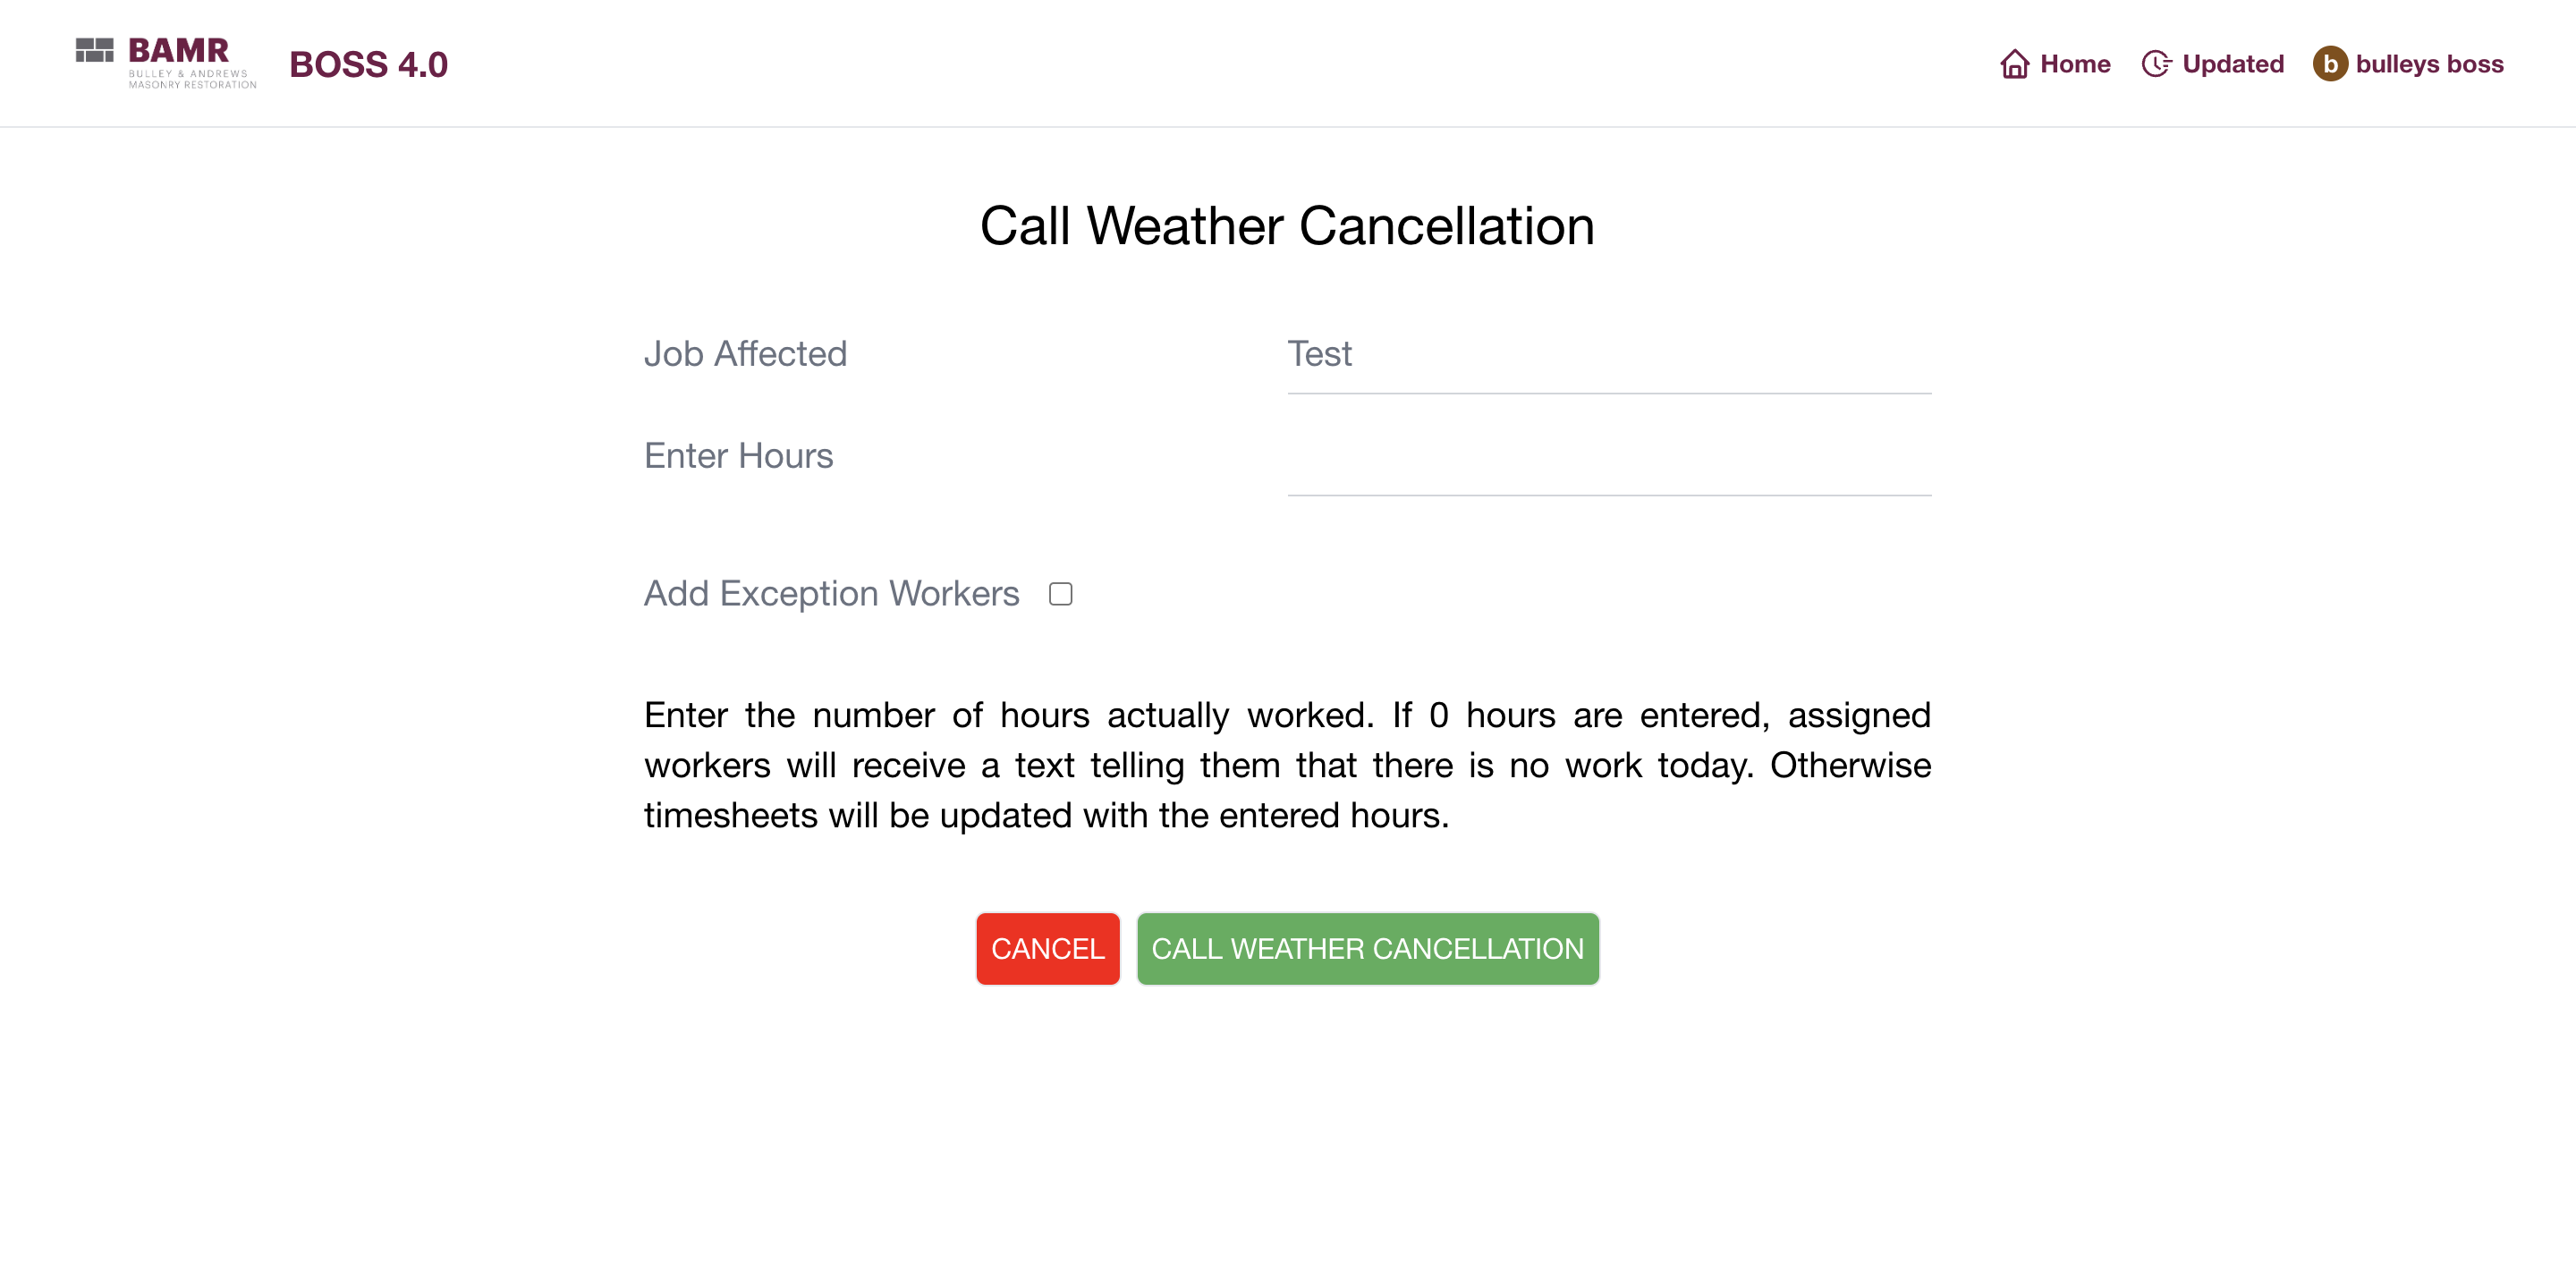 BAMR
BULLEY & ANDREWS
MASONRY RESTORATION
BOSS 4.0
Home
Updated
b
bulleys boss
Call Weather Cancellation
Job Affected
Test
Enter Hours
Add Exception Workers
Enter the number of hours actually worked. If 0 hours are entered, assigned
workers will receive a text telling them that there is no work today. Otherwise
timesheets will be updated with the entered hours.
CANCEL
CALL WEATHER CANCELLATION